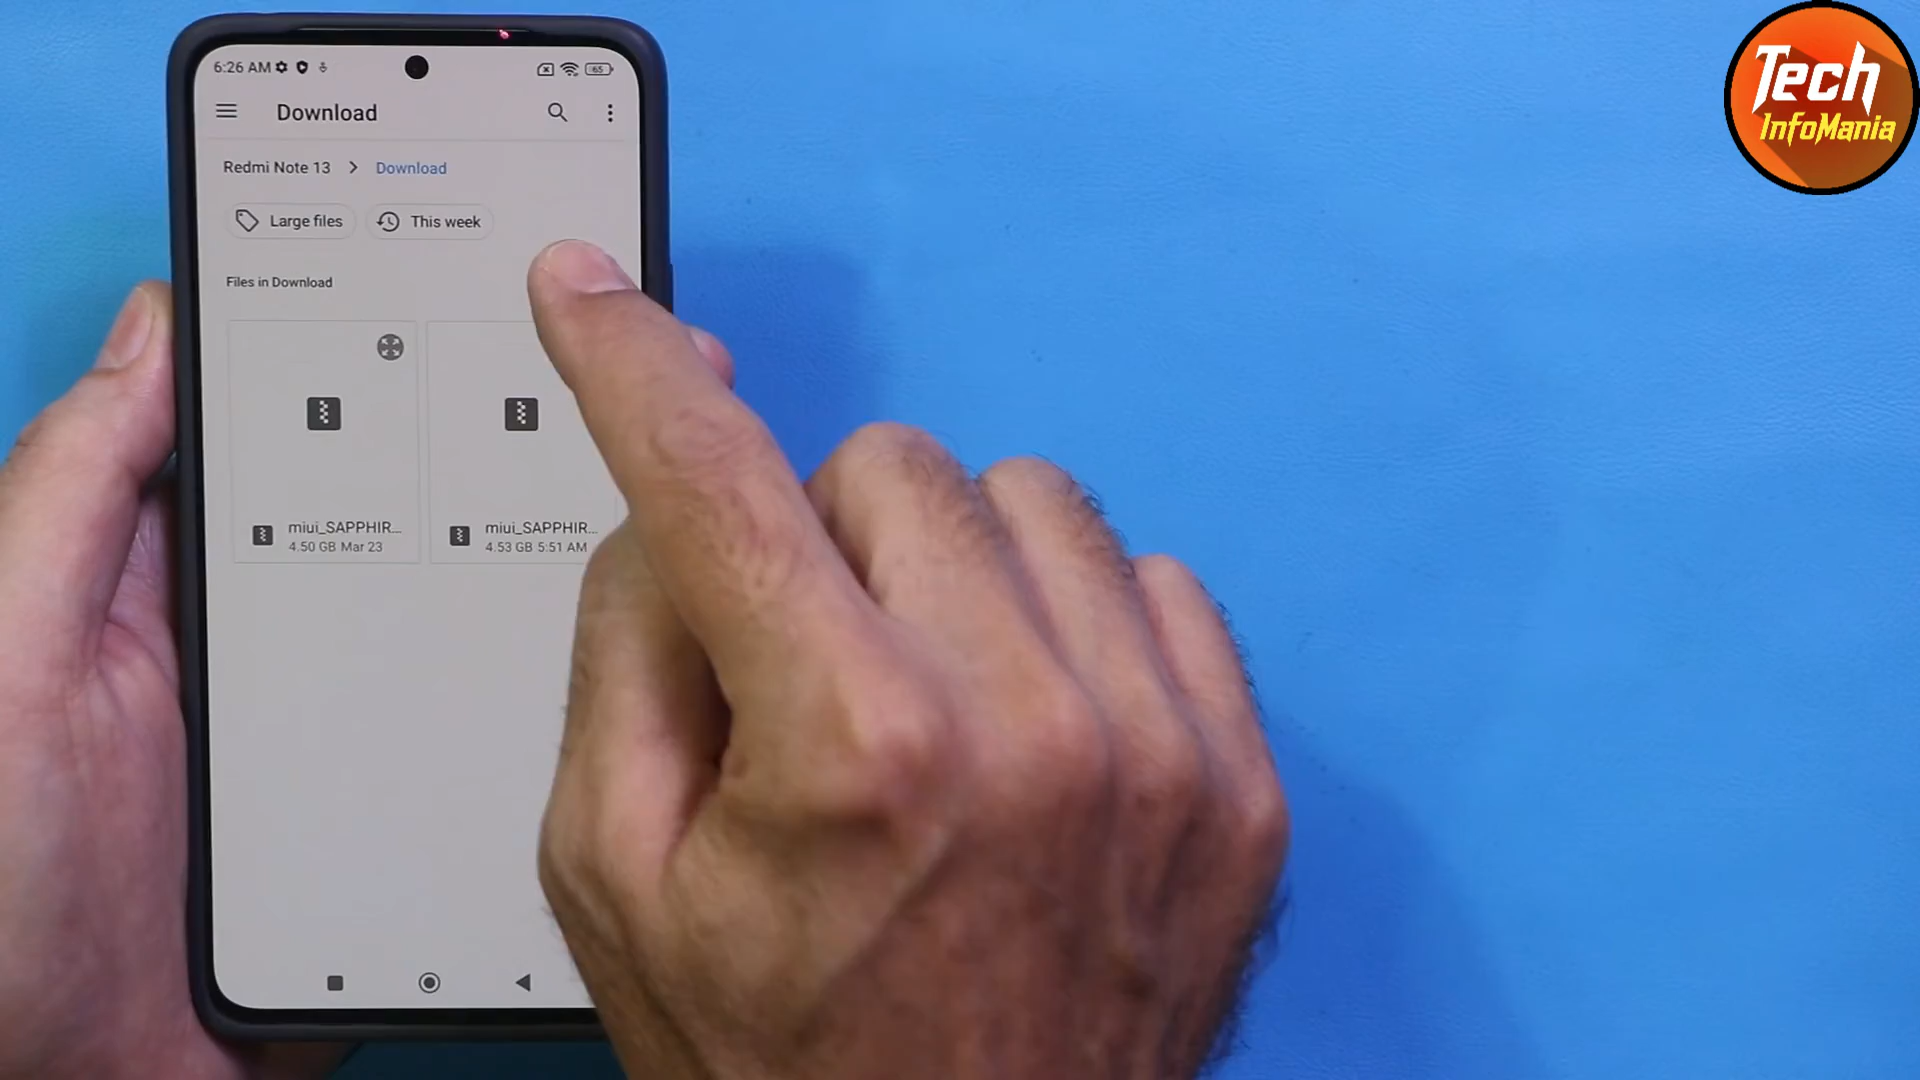 Tech
InfoMania
6:26 AM
65
Download
Redmi Note 13 > Download
Large files
This week
Files in Download
miui_SAPPHIR...
4.50 GB Mar 23
miui_SAPPHIR...
4.53 GB 5:51 AM